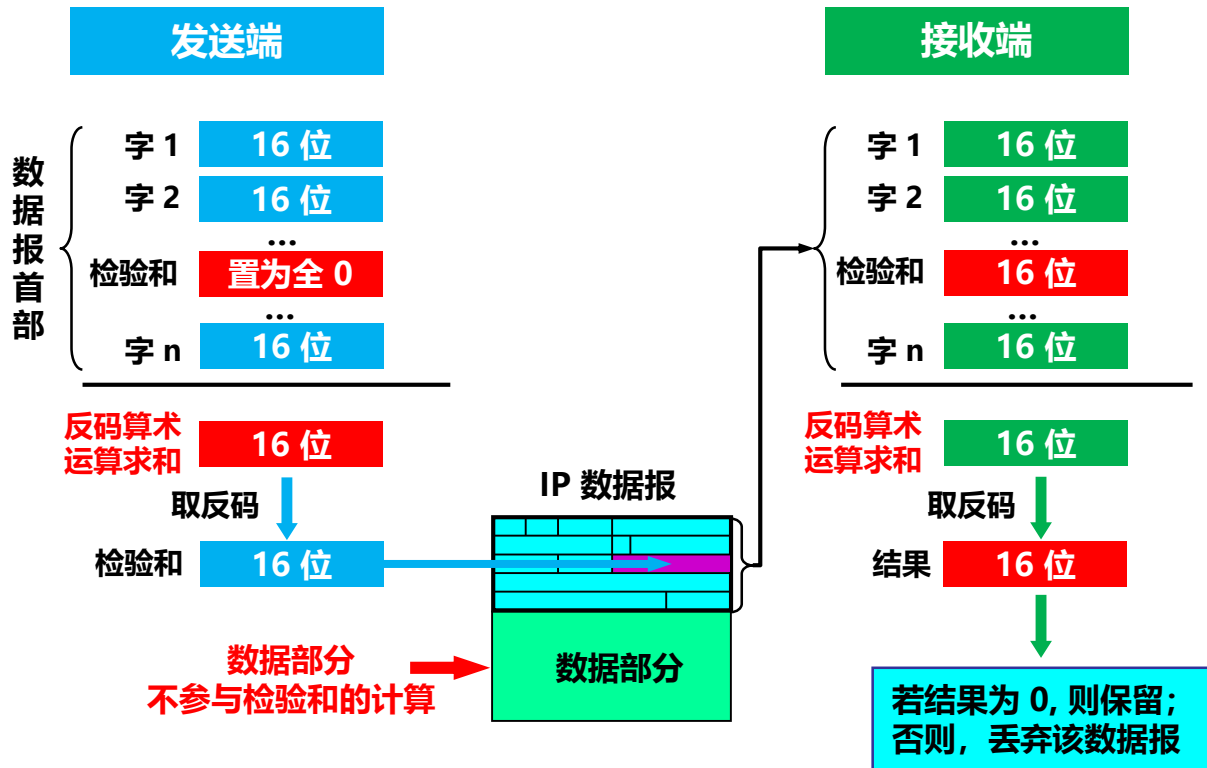 发送端
数据报首部
字 1
16 位
字 2
16 位
...
检验和
置为全 0
...
字 n
16 位
反码算术
运算求和
16 位
取反码
检验和
16 位
数据部分
不参与检验和的计算
IP 数据报
数据部分
接收端
字 1
16 位
字 2
16 位
...
检验和
16 位
...
字 n
16 位
反码算术
运算求和
16 位
取反码
结果
16 位
若结果为 0, 则保留；
否则，丢弃该数据报